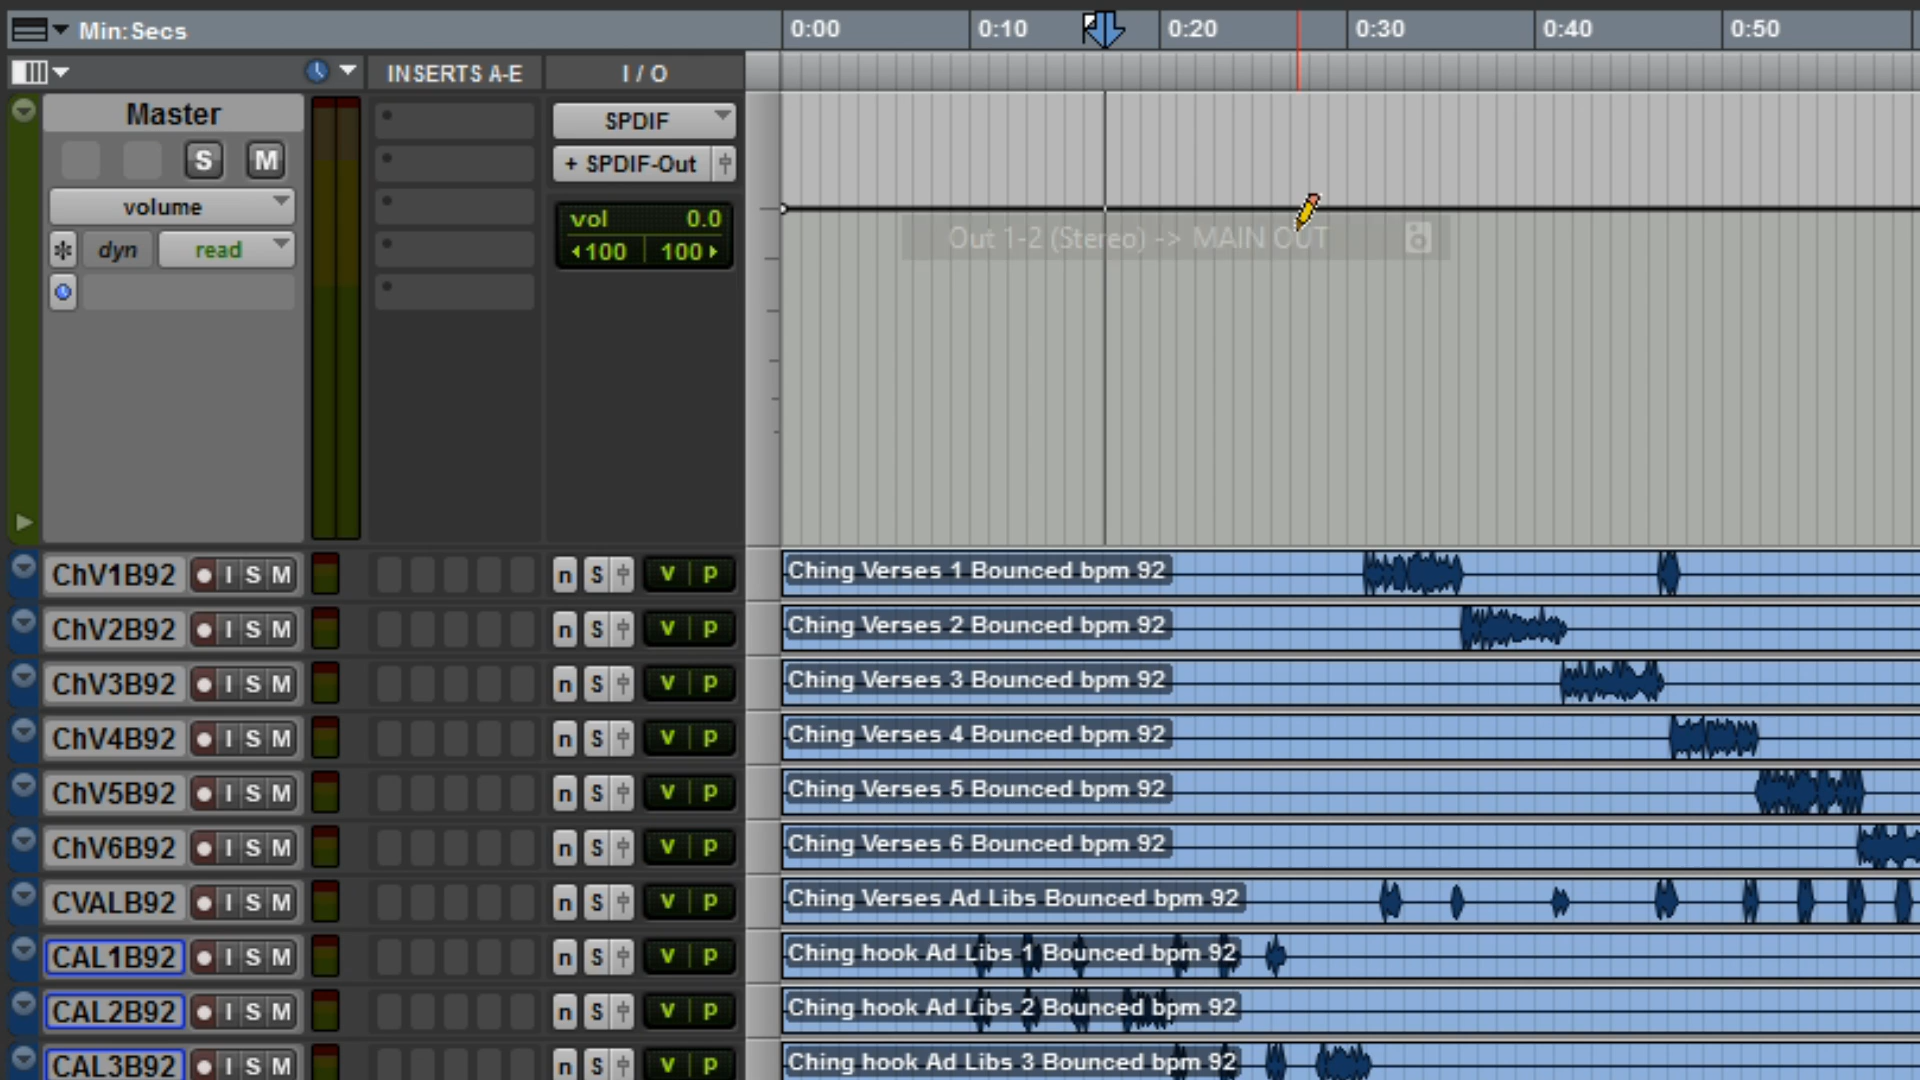 Min:Secs 0:00 0:10 0:20 0:30 0:40 0:50
INSERTS A-E I / O
Master
S M
volume
* dyn read
SPDIF
+ SPDIF-Out
vol 0.0
100 100
Out 1-2 (Stereo) -> MAIN OUT
ChV1B92 I S M n S v p Ching Verses 1 Bounced bpm 92
ChV2B92 I S M n S v p Ching Verses 2 Bounced bpm 92
ChV3B92 I S M n S v p Ching Verses 3 Bounced bpm 92
ChV4B92 I S M n S v p Ching Verses 4 Bounced bpm 92
ChV5B92 I S M n S v p Ching Verses 5 Bounced bpm 92
ChV6B92 I S M n S v p Ching Verses 6 Bounced bpm 92
CVALB92 I S M n S v p Ching Verses Ad Libs Bounced bpm 92
CAL1B92 I S M n S v p Ching hook Ad Libs 1 Bounced bpm 92
CAL2B92 I S M n S v p Ching hook Ad Libs 2 Bounced bpm 92
CAL3B92 I S M n S v p Ching hook Ad Libs 3 Bounced bpm 92